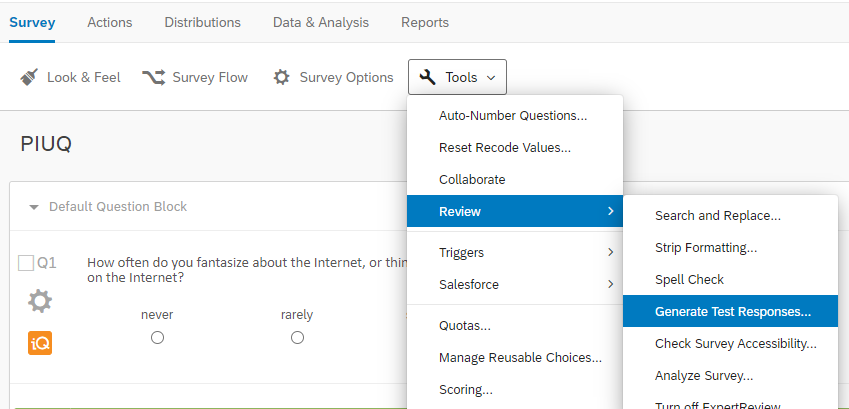 Survey Actions Distributions Data & Analysis Reports
Look & Feel Survey Flow Survey Options Tools
Auto-Number Questions...
Reset Recode Values...
Collaborate
Review
Triggers
Salesforce
Quotas...
Manage Reusable Choices...
Scoring...
Search and Replace...
Strip Formatting...
Spell Check
Generate Test Responses...
Check Survey Accessibility...
Analyze Survey...
Turn off ExpertReview
PIUQ
Default Question Block
Q1 How often do you fantasize about the Internet, or thin
on the Internet?
iQ
never rarely